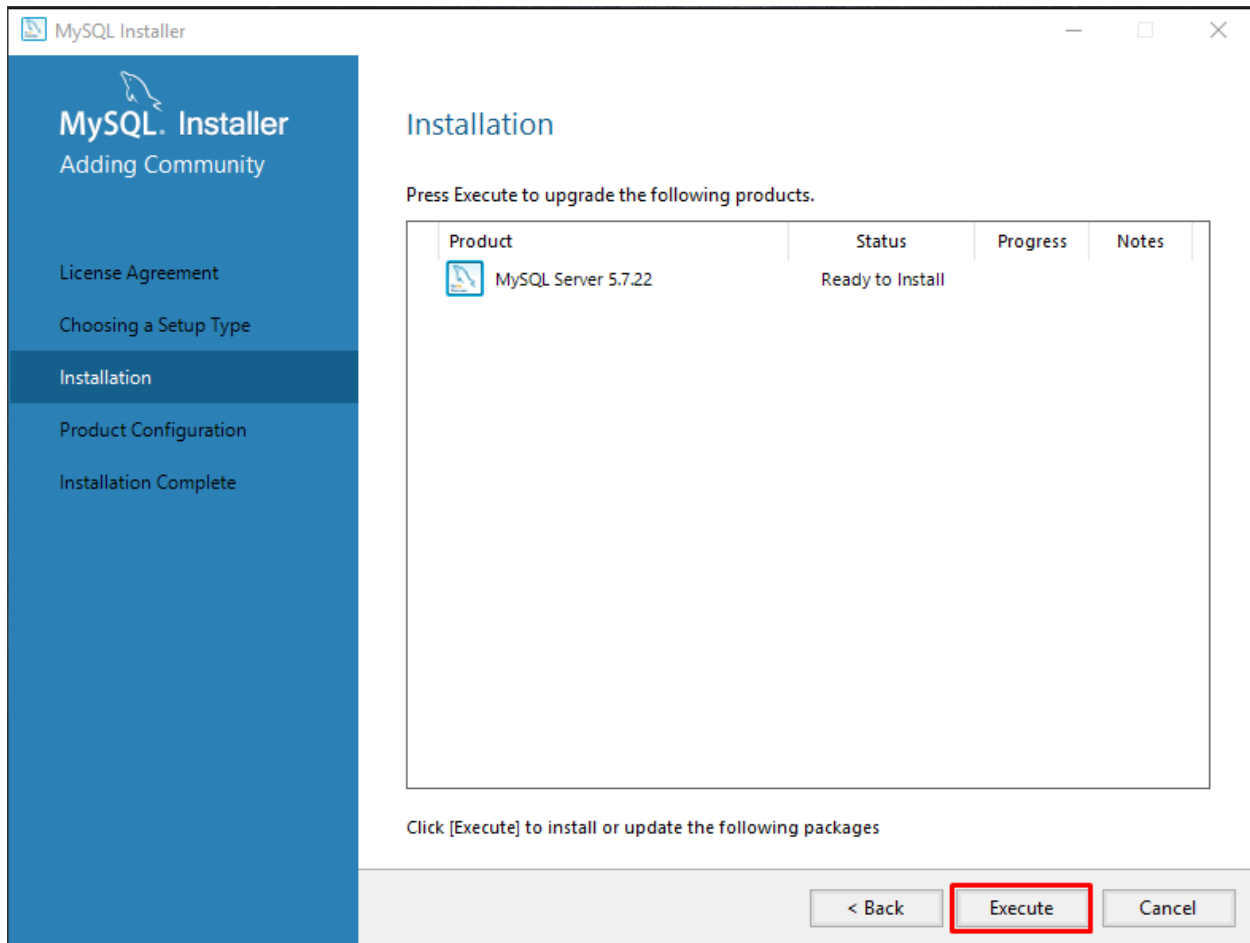 MySQL Installer
MySQL. Installer
Adding Community
License Agreement
Choosing a Setup Type
Installation
Product Configuration
Installation Complete
Installation
Press Execute to upgrade the following products.
Product Status Progress Notes
MySQL Server 5.7.22 Ready to Install
Click [Execute] to install or update the following packages
< Back Execute Cancel